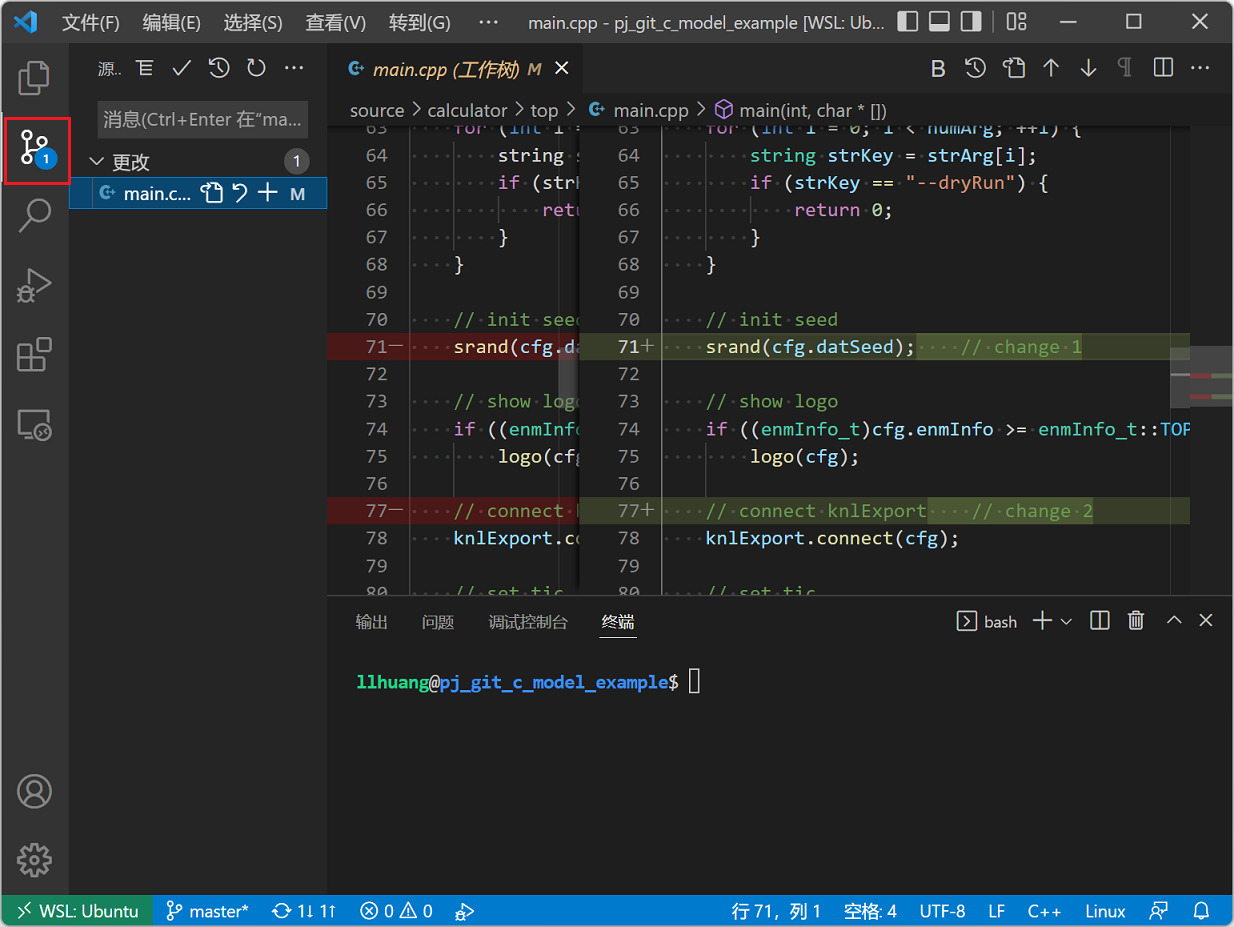 文件(F) 编辑(E) 选择(S) 查看(V) 转到(G) ··· main.cpp - pj_git_c_model_example [WSL: Ub...
源.. ···
main.cpp (工作树) M
B ···
消息(Ctrl+Enter 在“ma...
source > calculator > top > main.cpp > main(int, char * [])
1
更改 1
main.c... M
63 for (int i = 63 for (int i = 0; i < numArg; ++i) {
64 string s 64 string strKey = strArg[i];
65 if (strK 65 if (strKey == "--dryRun") {
66 retu 66 return 0;
67 } 67 }
68 } 68 }
69 69
70 // init seed 70 // init seed
71— srand(cfg.da 71+ srand(cfg.datSeed); // change 1
72 72
73 // show logo 73 // show logo
74 if ((enmInfo 74 if ((enmInfo_t)cfg.enmInfo >= enmInfo_t::TOP
75 logo(cfg 75 logo(cfg);
76 76
77— // connect k 77+ // connect knlExport // change 2
78 knlExport.co 78 knlExport.connect(cfg);
79 79
80 // set tic 80 // set tic
输出 问题 调试控制台 终端 bash
llhuang@pj_git_c_model_example$
WSL: Ubuntu master* 1↓ 1↑ 0 0 行 71，列 1 空格: 4 UTF-8 LF C++ Linux